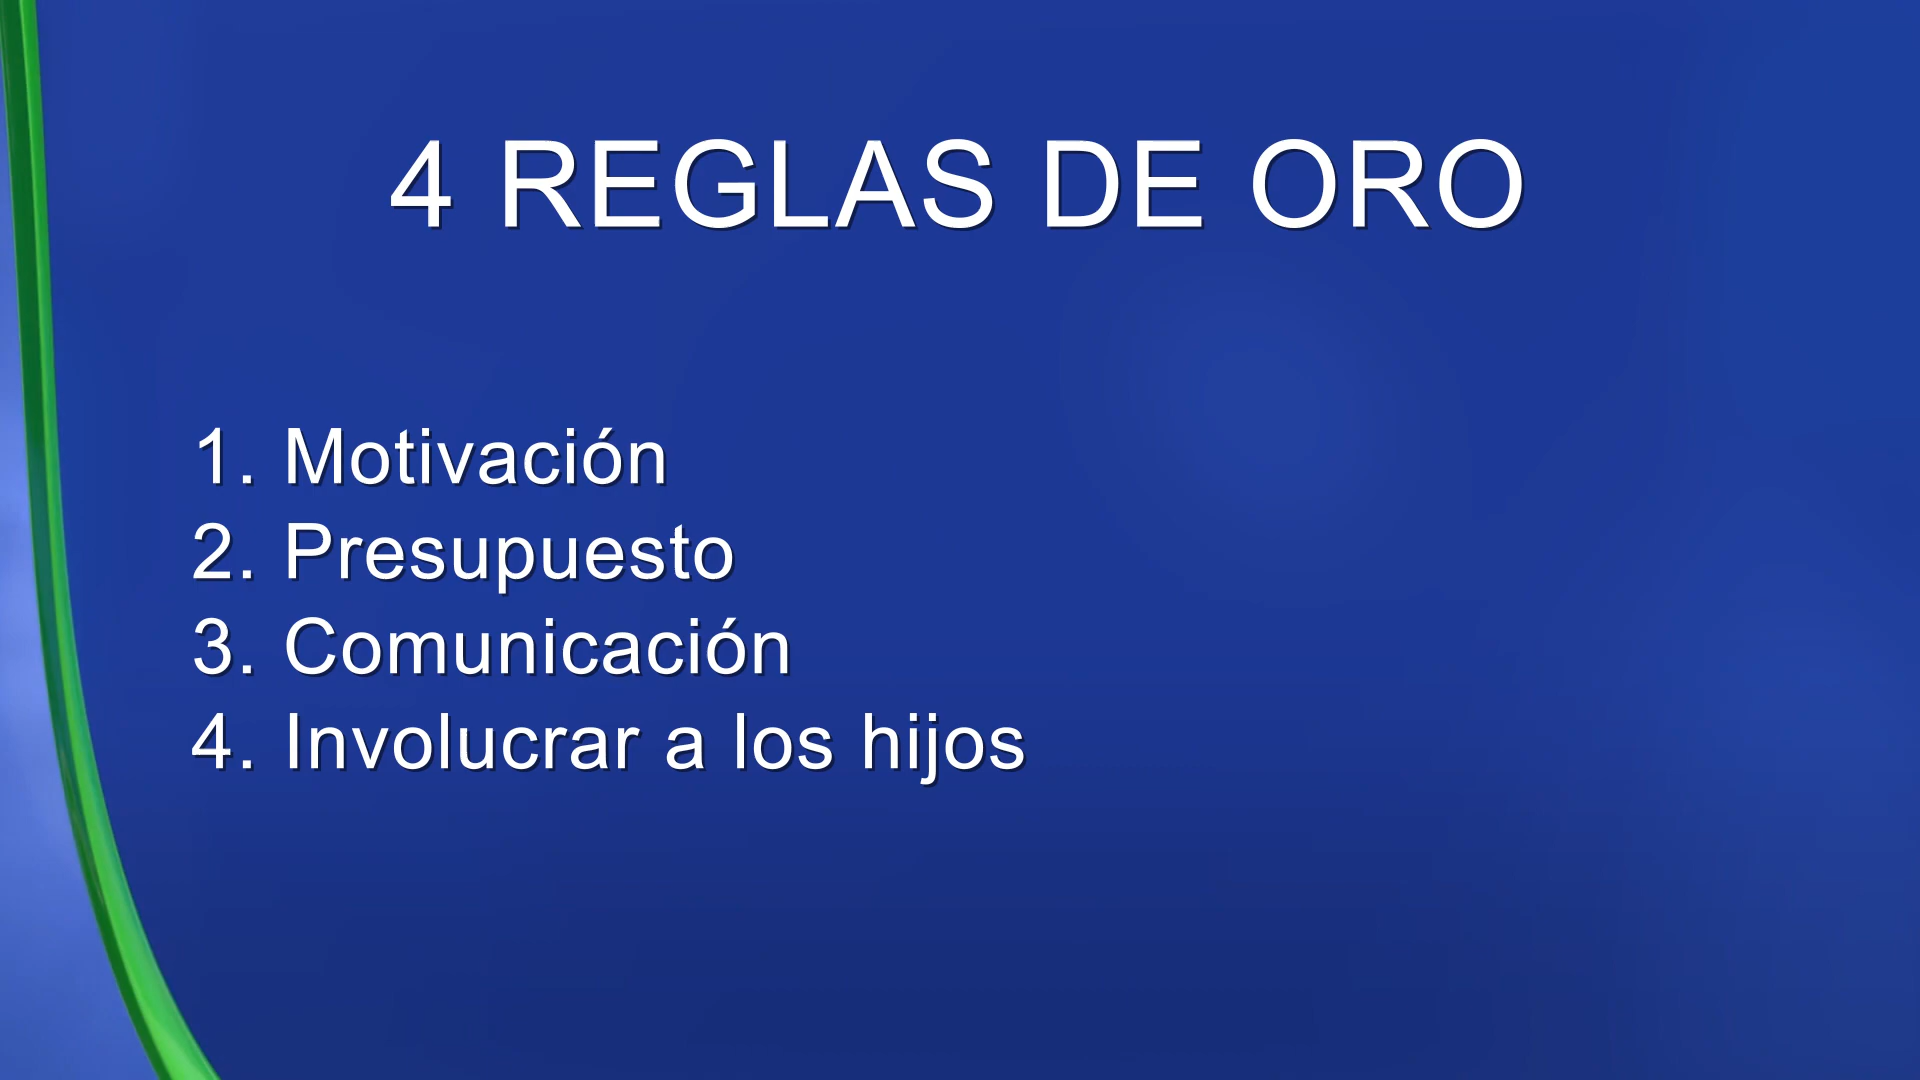 4 REGLAS DE ORO
1. Motivación
2. Presupuesto
3. Comunicación
4. Involucrar a los hijos